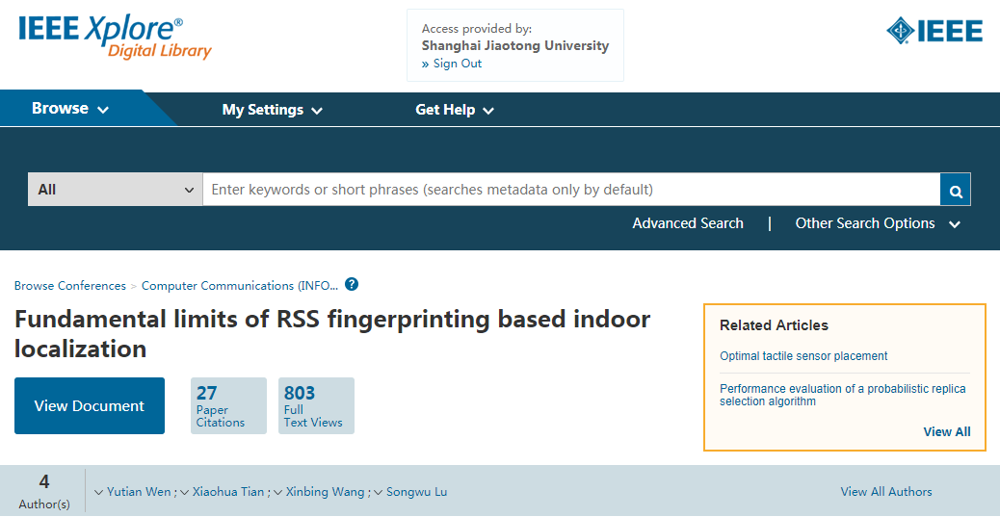 IEEE Xplore®
Digital Library
Access provided by:
Shanghai Jiaotong University
» Sign Out
IEEE
Browse
My Settings
Get Help
All
Enter keywords or short phrases (searches metadata only by default)
Advanced Search | Other Search Options
Browse Conferences > Computer Communications (INFO... ?
Fundamental limits of RSS fingerprinting based indoor
localization
View Document
27
Paper
Citations
803
Full
Text Views
Related Articles
Optimal tactile sensor placement
Performance evaluation of a probabilistic replica
selection algorithm
View All
4
Author(s)
Yutian Wen ; Xiaohua Tian ; Xinbing Wang ; Songwu Lu
View All Authors